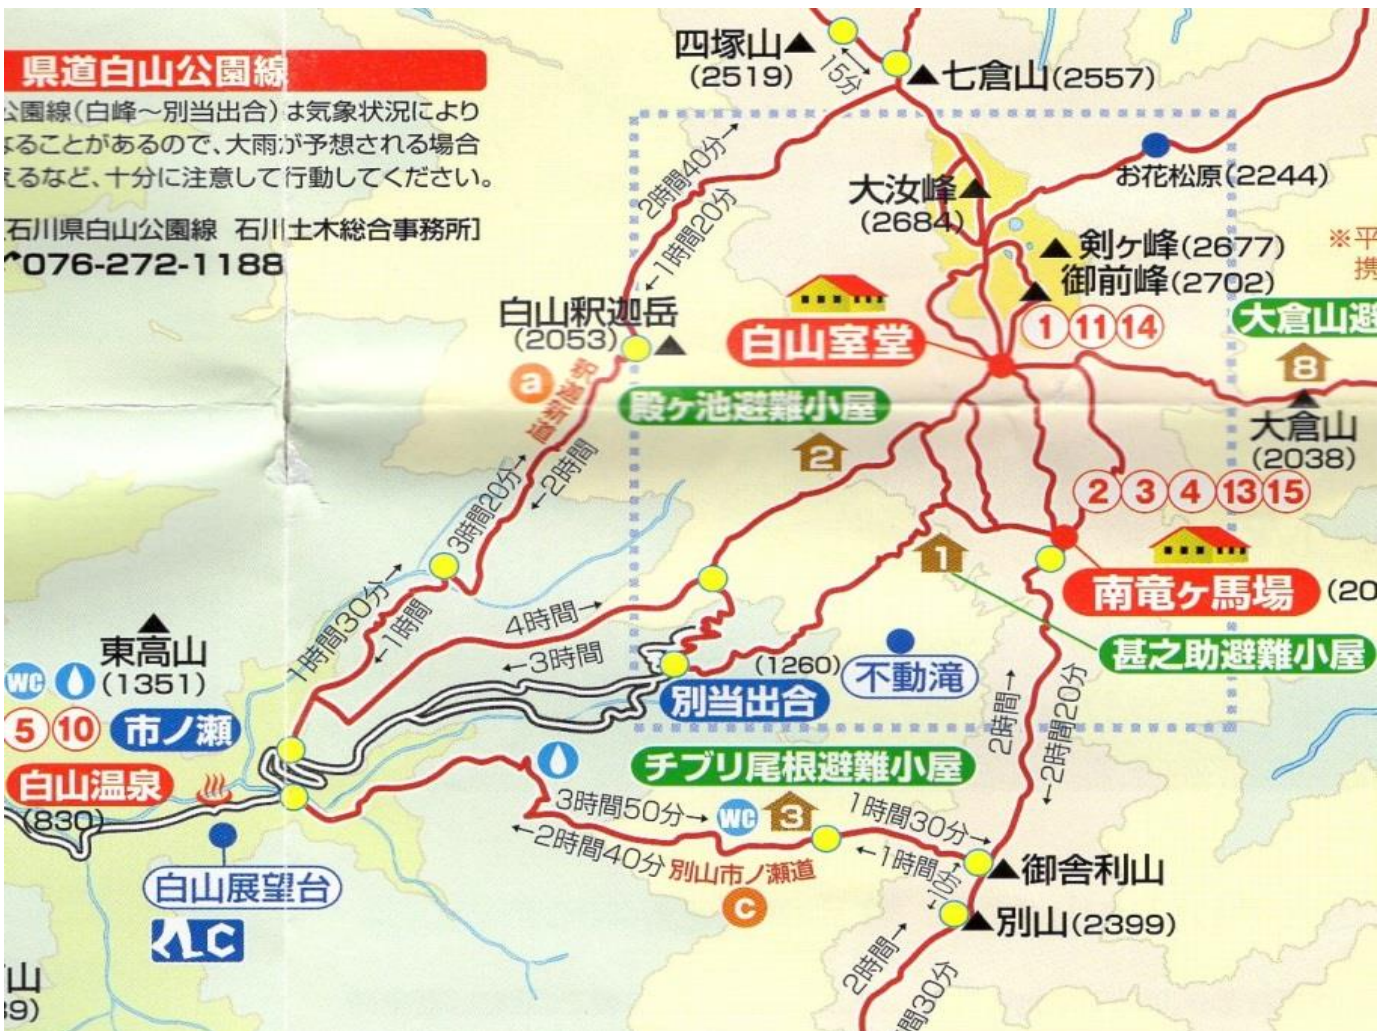 県道白山公園線
公園線(白峰～別当出合)は気象状況により
なることがあるので、大雨が予想される場合
えるなど、十分に注意して行動してください。
石川県白山公園線 石川土木総合事務所]
076-272-1188
四塚山
(2519)
15分
七倉山(2557)
2時間40分→
←1時間20分
大汝峰
(2684)
お花松原(2244)
剣ヶ峰(2677)
御前峰(2702)
※平
携
白山釈迦岳
(2053)
白山室堂
1 11 14
大倉山避
8
a
釈迦新道
殿ヶ池避難小屋
2
大倉山
(2038)
3時間20分→
←2時間
2 3 4 13 15
1
南竜ヶ馬場
(20
1時間30分→
←1時間
4時間→
←3時間
甚之助避難小屋
東高山
(1351)
WC
(1260)
不動滝
別当出合
5 10
市ノ瀬
2時間→
←2時間20分
白山温泉
(830)
チブリ尾根避難小屋
3時間50分→
WC
3
1時間30分→
←2時間40分
←1時間
別山市ノ瀬道
c
←10分→
御舎利山
白山展望台
別山(2399)
2時間→
間30分
山
39)